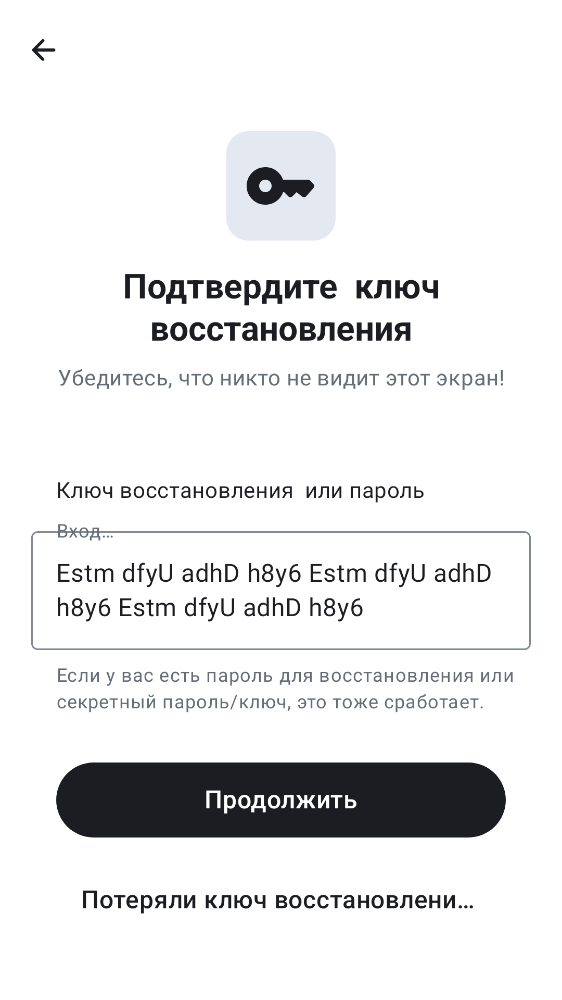 Подтвердите ключ
восстановления
Убедитесь, что никто не видит этот экран!
Ключ восстановления или пароль
Вход…
Estm dfyU adhD h8y6 Estm dfyU adhD
h8y6 Estm dfyU adhD h8y6
Если у вас есть пароль для восстановления или
секретный пароль/ключ, это тоже сработает.
Продолжить
Потеряли ключ восстановлени…